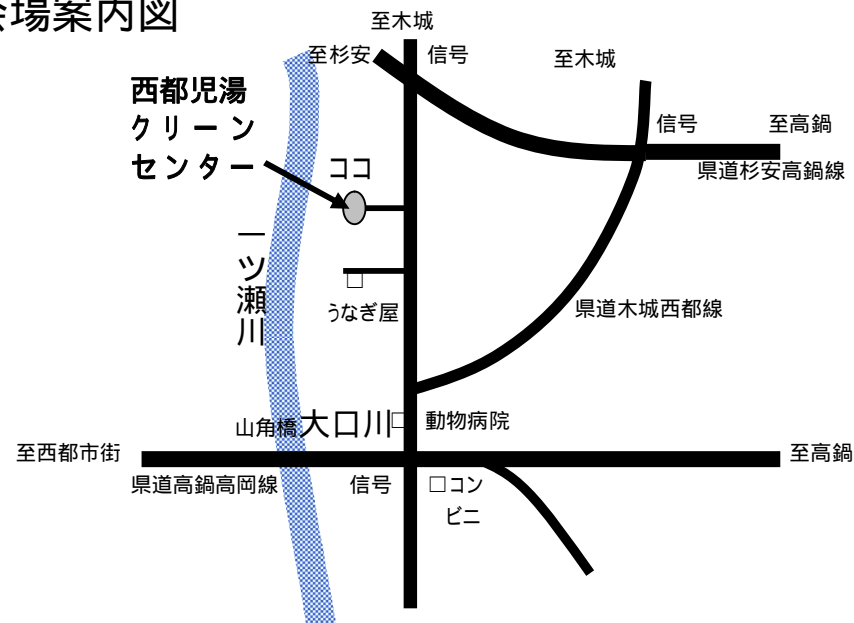 会場案内図
至木城
至杉安
信号
至木城
西都児湯
クリーン
センター
ココ
信号
至高鍋
県道杉安高鍋線
一ツ瀬川
うなぎ屋
県道木城西都線
山角橋
大口川
動物病院
至西都市街
至高鍋
県道高鍋高岡線
信号
コン
ビニ